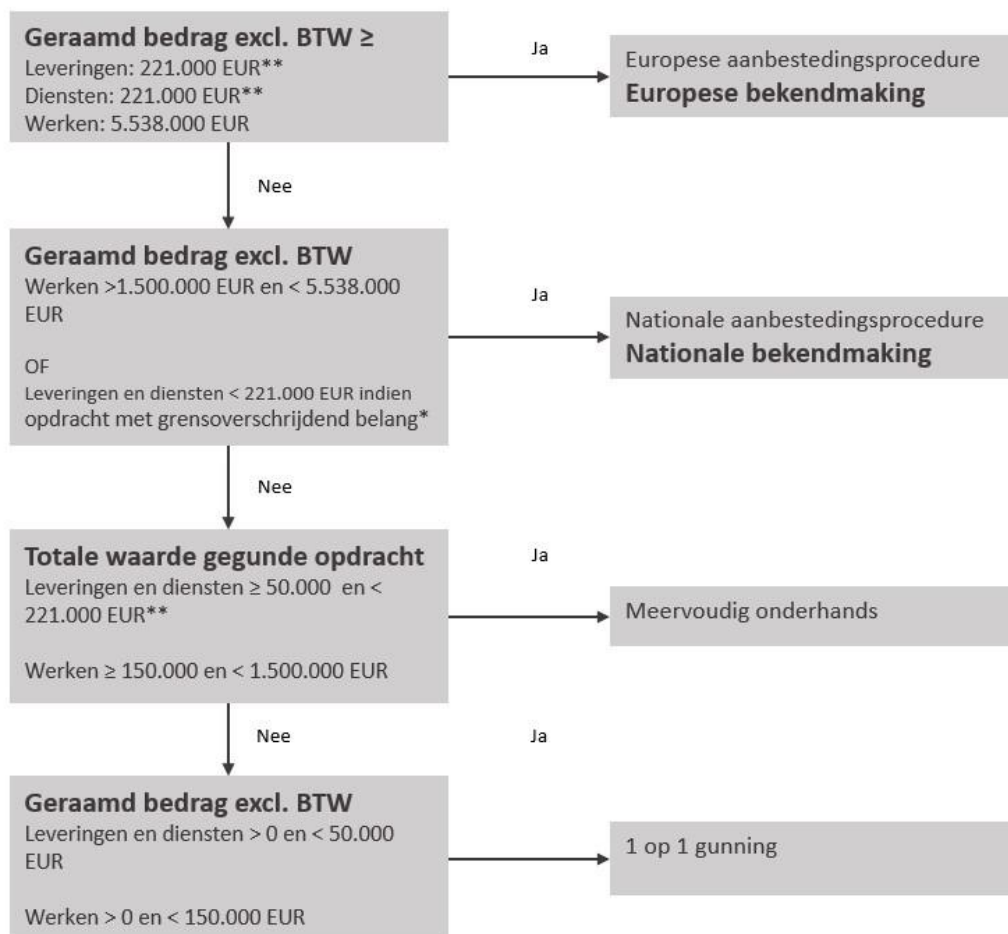 Geraamd bedrag excl. BTW ≥
Leveringen: 221.000 EUR**
Diensten: 221.000 EUR**
Werken: 5.538.000 EUR
Ja
Europese aanbestedingsprocedure
Europese bekendmaking
Nee
Geraamd bedrag excl. BTW
Werken >1.500.000 EUR en < 5.538.000
EUR
OF
Leveringen en diensten < 221.000 EUR indien
opdracht met grensoverschrijdend belang*
Ja
Nationale aanbestedingsprocedure
Nationale bekendmaking
Nee
Totale waarde gegunde opdracht
Leveringen en diensten ≥ 50.000 en <
221.000 EUR**
Werken ≥ 150.000 en < 1.500.000 EUR
Ja
Meervoudig onderhands
Nee
Ja
Geraamd bedrag excl. BTW
Leveringen en diensten > 0 en < 50.000
EUR
Werken > 0 en < 150.000 EUR
1 op 1 gunning